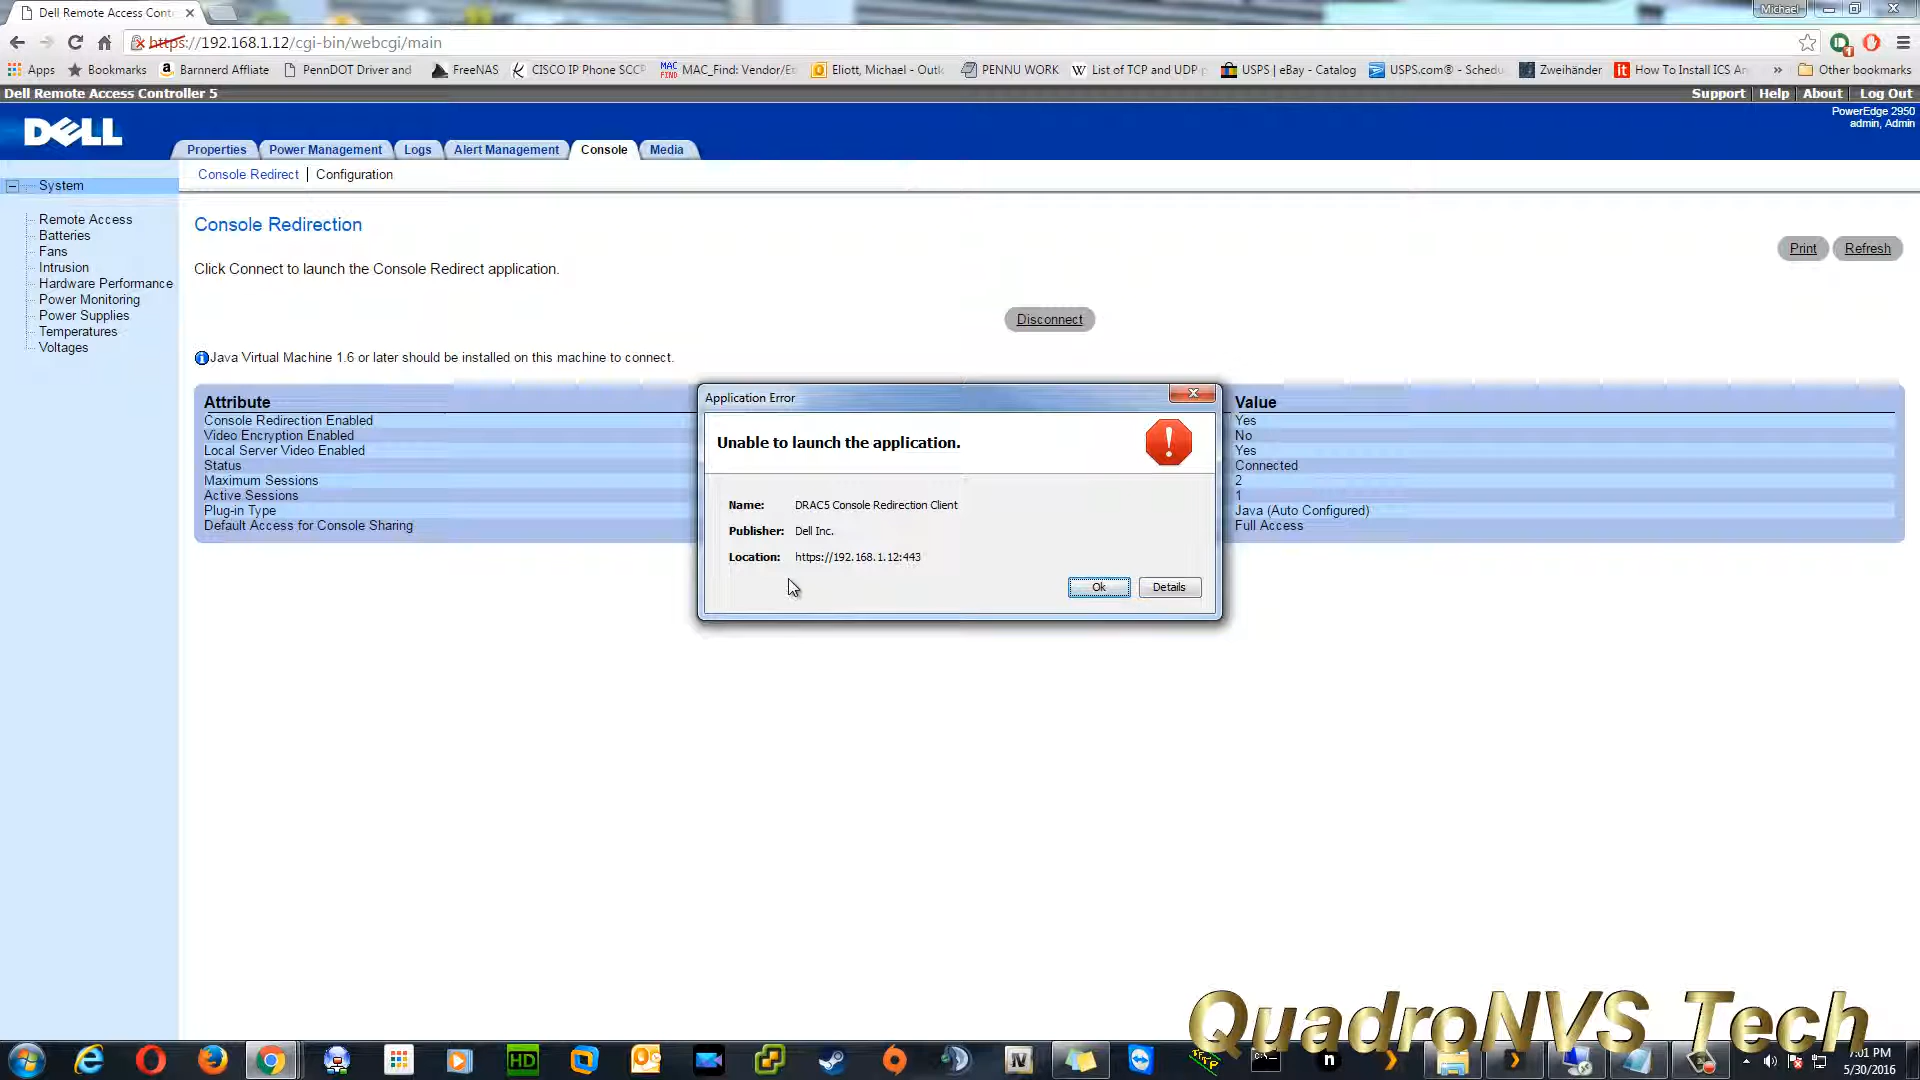 Dell Remote Access Cont
Michael
https://192.168.1.12/cgi-bin/webcgi/main
Apps Bookmarks Barnnerd Affliate PennDOT Driver and FreeNAS CISCO IP Phone SCCP MAC FIND MAC_Find: Vendor/E Eliott, Michael - Outl PENNU WORK List of TCP and UDP p USPS | eBay - Catalog USPS.com® - Schedu Zweihänder How To Install ICS An » Other bookmarks
Dell Remote Access Controller 5
Support | Help | About | Log Out
DELL
PowerEdge 2950
admin, Admin
Properties Power Management Logs Alert Management Console Media
Console Redirect | Configuration
System
Remote Access
Batteries
Fans
Intrusion
Hardware Performance
Power Monitoring
Power Supplies
Temperatures
Voltages
Console Redirection
Print Refresh
Click Connect to launch the Console Redirect application.
Disconnect
Java Virtual Machine 1.6 or later should be installed on this machine to connect.
Attribute Value
Console Redirection Enabled Yes
Video Encryption Enabled No
Local Server Video Enabled Yes
Status Connected
Maximum Sessions 2
Active Sessions 1
Plug-in Type Java (Auto Configured)
Default Access for Console Sharing Full Access
Application Error
Unable to launch the application.
Name: DRAC5 Console Redirection Client
Publisher: Dell Inc.
Location: https://192.168.1.12:443
Ok Details
QuadroNVS Tech
HD
7:01 PM
5/30/2016